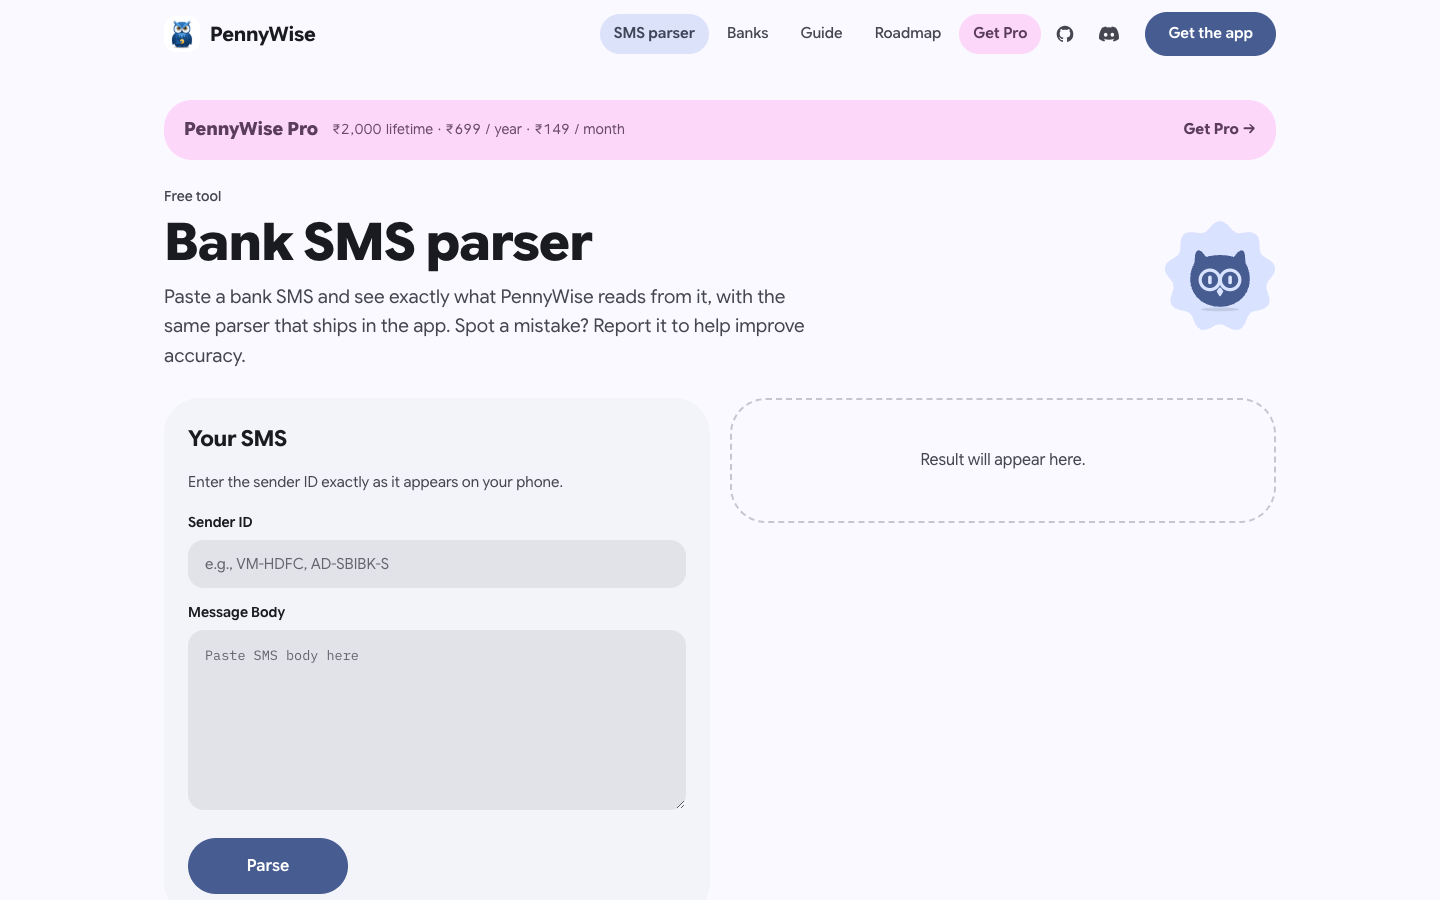 PennyWise
SMS parser
Banks
Guide
Roadmap
Get Pro
Get the app
PennyWise Pro
₹2,000 lifetime · ₹699 / year · ₹149 / month
Get Pro →
Free tool
Bank SMS parser
Paste a bank SMS and see exactly what PennyWise reads from it, with the
same parser that ships in the app. Spot a mistake? Report it to help improve
accuracy.
Your SMS
Enter the sender ID exactly as it appears on your phone.
Sender ID
e.g., VM-HDFC, AD-SBIBK-S
Message Body
Paste SMS body here
Parse
Result will appear here.